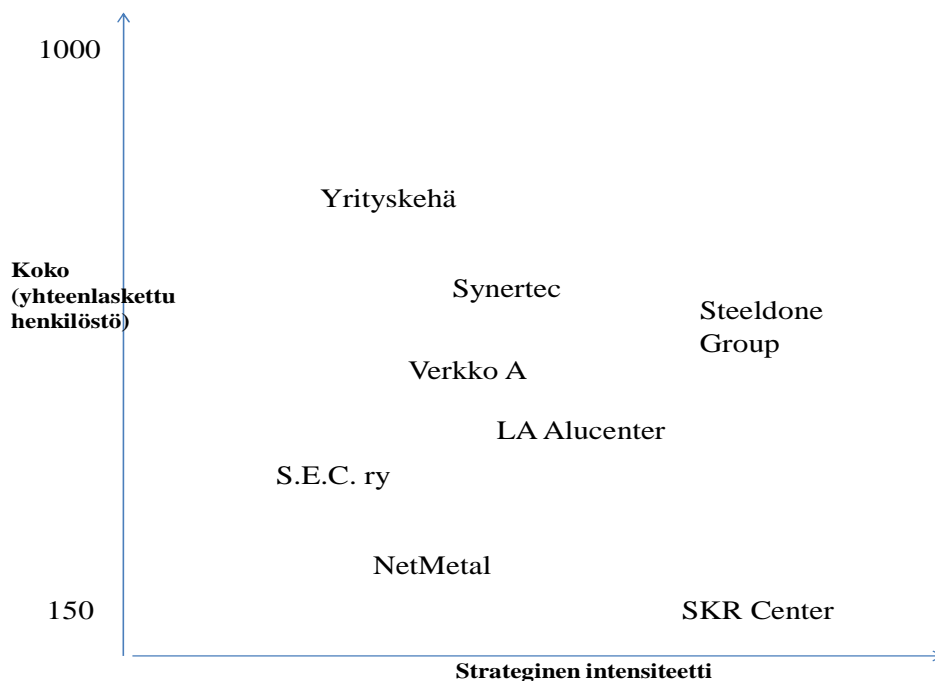 1000
Yrityskehä
Koko
(yhteenlaskettu
henkilöstö)
Synertec
Steeldone
Group
Verkko A
LA Alucenter
S.E.C. ry
NetMetal
150
SKR Center
Strateginen intensiteetti